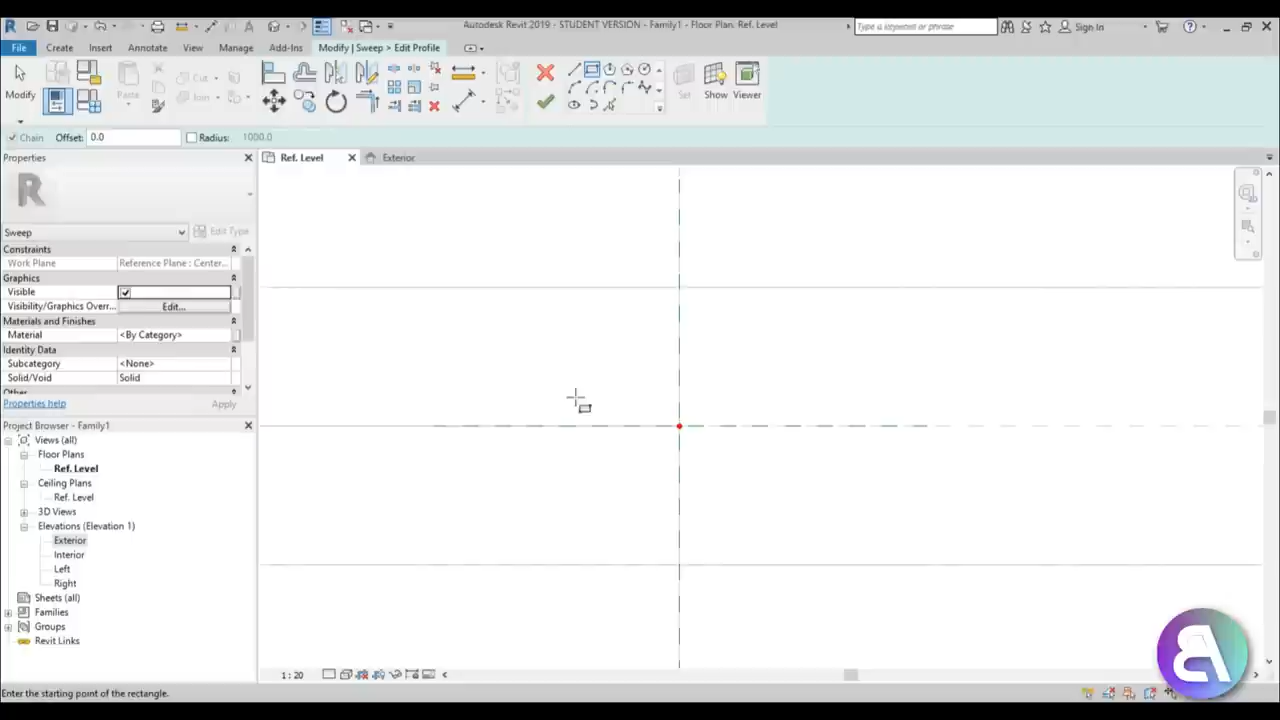 Autodesk Revit 2019 - STUDENT VERSION - Family1 - Floor Plan. Ref. Level
Type a keyword or phrase
Sign In
File
Create
Insert
Annotate
View
Manage
Add-Ins
Modify | Sweep > Edit Profile
Modify
Paste
Cut
Join
Set
Show
Viewer
Chain
Offset: 0.0
Radius: 1000.0
Properties
Ref. Level
Exterior
Sweep
Edit Type
Constraints
Work Plane Reference Plane : Center...
Graphics
Visible
Visibility/Graphics Overr... Edit...
Materials and Finishes
Material <By Category>
Identity Data
Subcategory <None>
Solid/Void Solid
Other
Properties help
Apply
Project Browser - Family1
Views (all)
Floor Plans
Ref. Level
Ceiling Plans
Ref. Level
3D Views
Elevations (Elevation 1)
Exterior
Interior
Left
Right
Sheets (all)
Families
Groups
Revit Links
1 : 20
Enter the starting point of the rectangle.